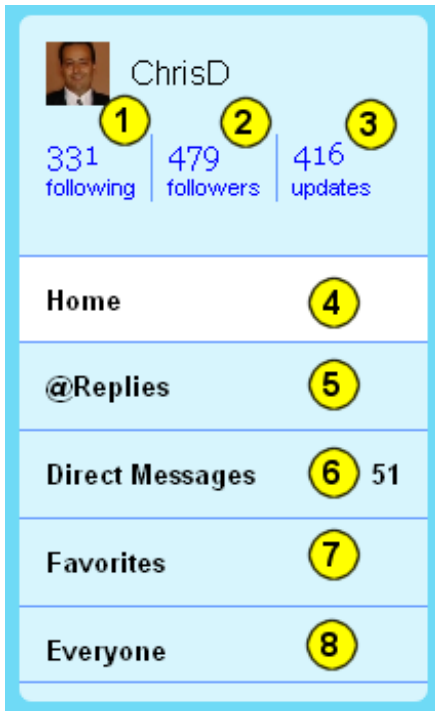 ChrisD
1 2 3
331 479 416
following followers updates
Home 4
@Replies 5
Direct Messages 6 51
Favorites 7
Everyone 8